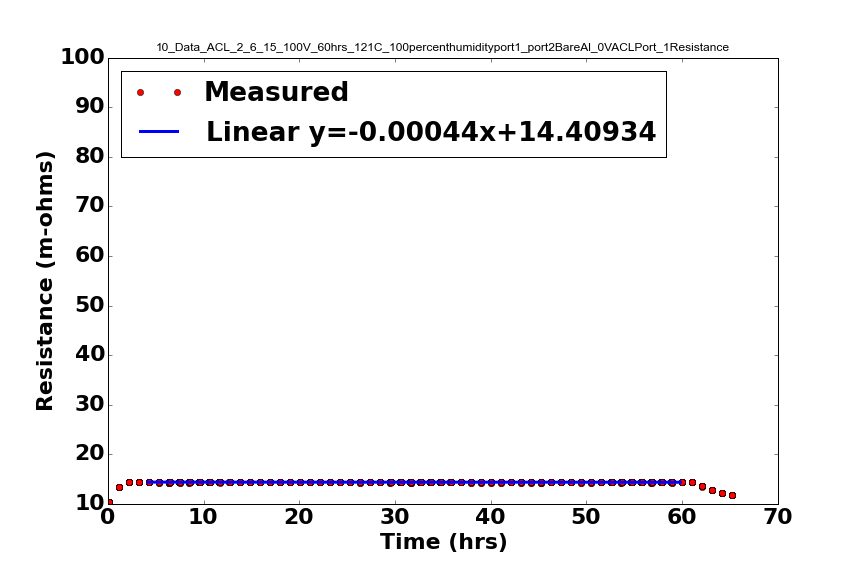 10_Data_ACL_2_6_15_100V_60hrs_121C_100percenthumidityport1_port2BareAl_0VACLPort_1Resistance
100
90
80
70
60
50
40
30
20
10
Resistance (m-ohms)
Measured
Linear y=-0.00044x+14.40934
0 10 20 30 40 50 60 70
Time (hrs)